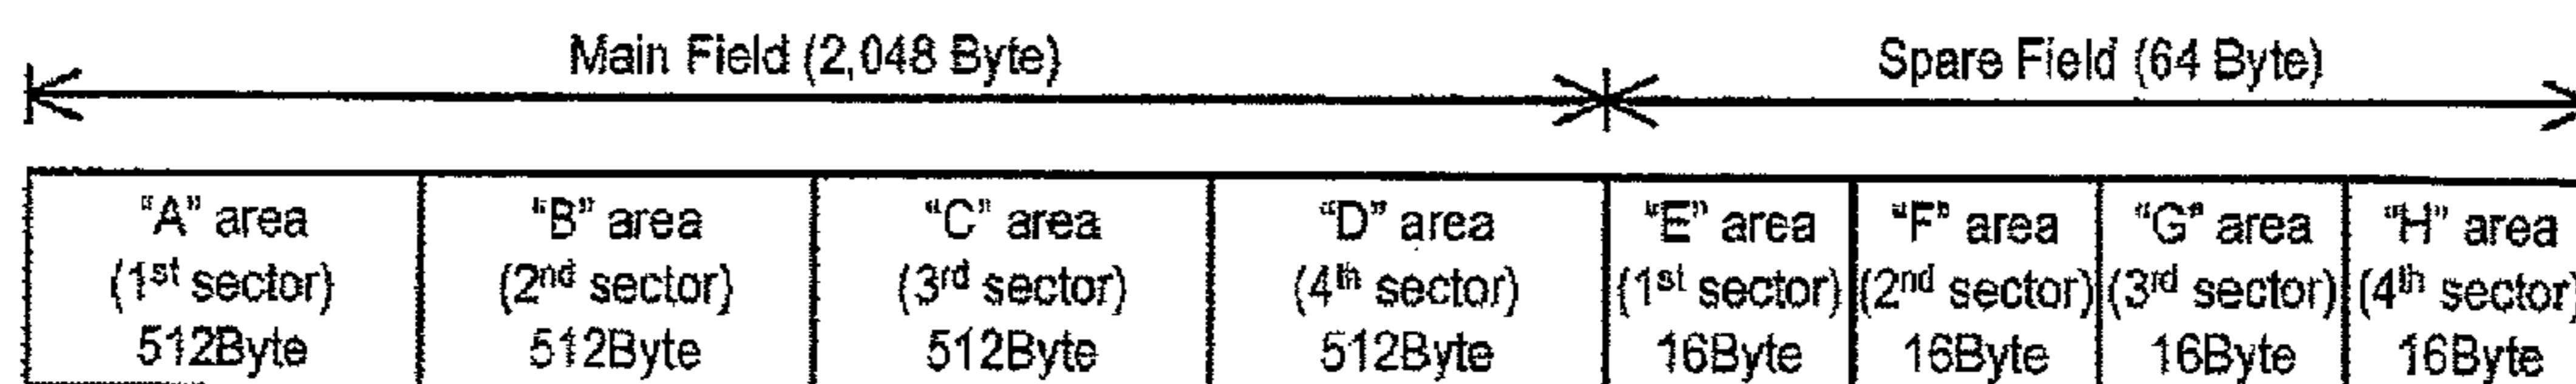 Main Field (2,048 Byte) Spare Field (64 Byte)
"A" area "B" area "C" area "D" area "E" area "F" area "G" area "H" area
(1st sector) (2nd sector) (3rd sector) (4th sector) (1st sector) (2nd sector) (3rd sector) (4th sector)
512Byte 512Byte 512Byte 512Byte 16Byte 16Byte 16Byte 16Byte